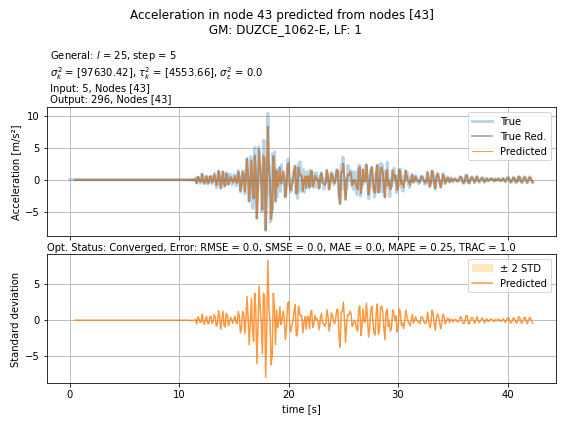 Acceleration in node 43 predicted from nodes [43]
GM: DUZCE_1062-E, LF: 1
General: l = 25, step = 5
σ_k^2 = [97630.42], τ_k^2 = [4553.66], σ_ε^2 = 0.0
Input: 5, Nodes [43]
Output: 296, Nodes [43]
Acceleration [m/s²]
10
5
0
−5
True
True Red.
Predicted
Opt. Status: Converged, Error: RMSE = 0.0, SMSE = 0.0, MAE = 0.0, MAPE = 0.25, TRAC = 1.0
Standard deviation
5
0
−5
± 2 STD
Predicted
0 10 20 30 40
time [s]